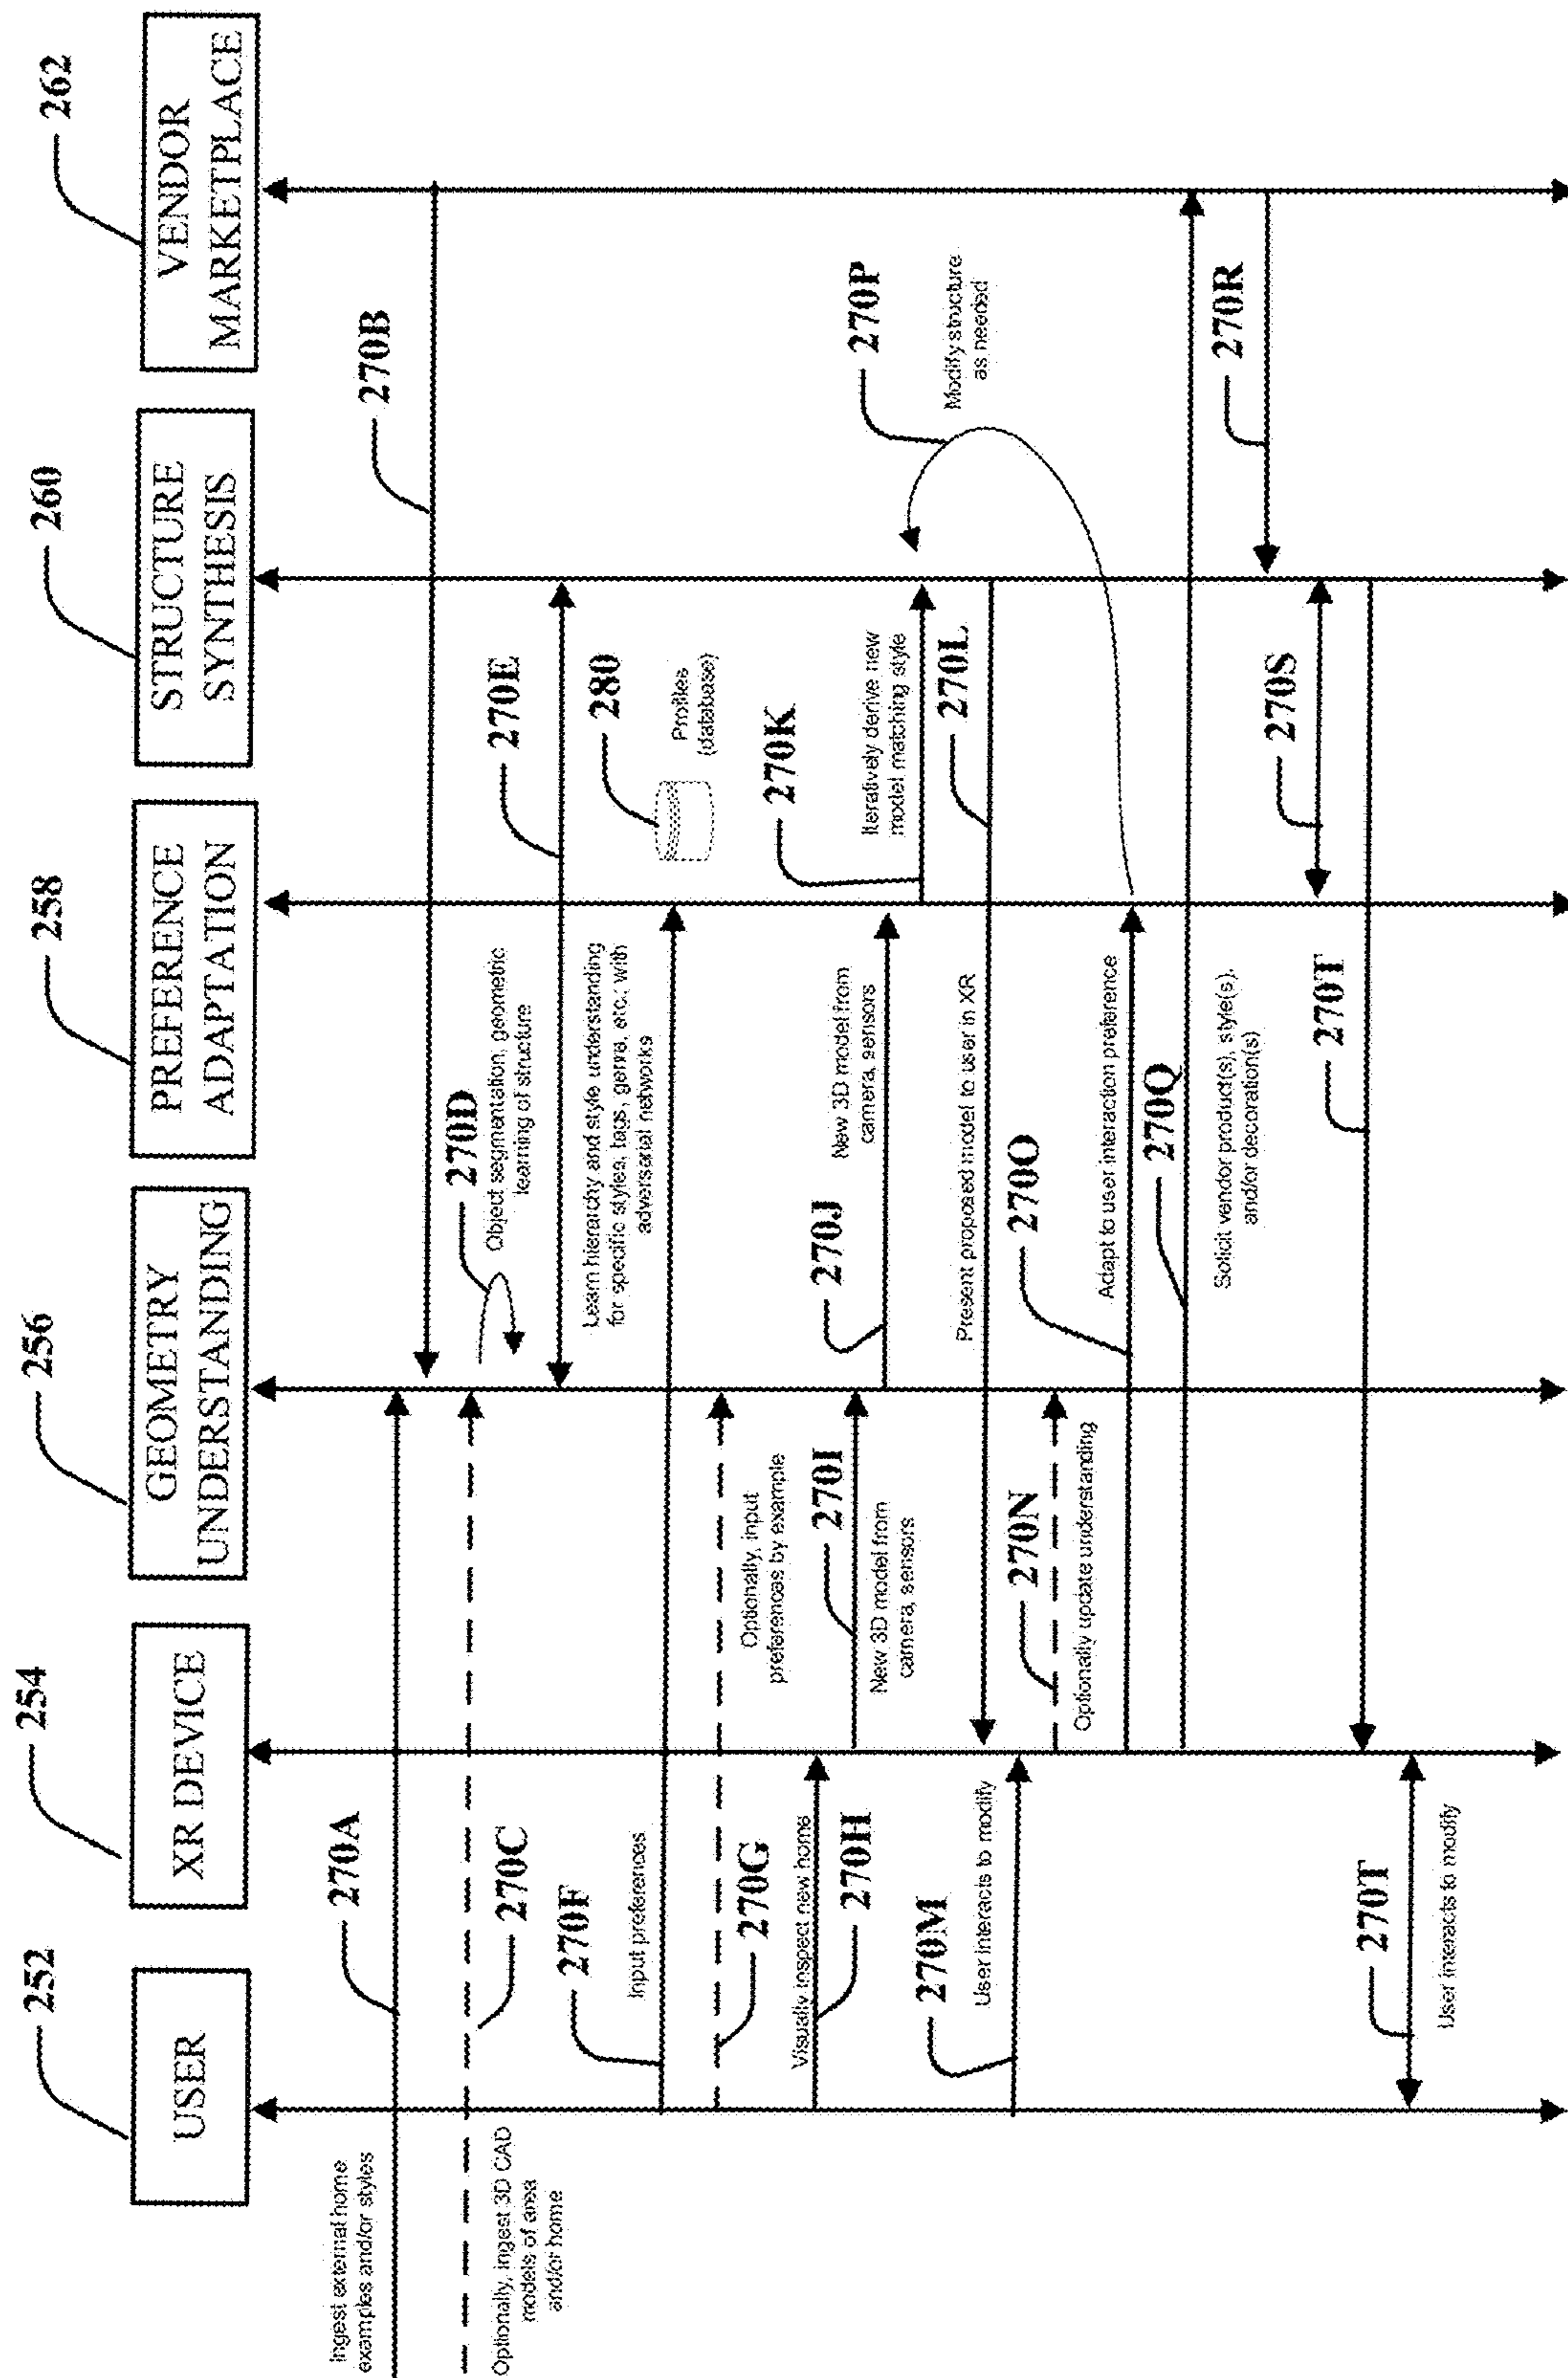 252
USER
254
XR DEVICE
256
GEOMETRY
UNDERSTANDING
258
PREFERENCE
ADAPTATION
260
STRUCTURE
SYNTHESIS
262
VENDOR
MARKETPLACE
Ingest external home
examples and/or styles
270A
270B
Optionally, ingest 3D CAD
models of area
and/or home
270C
270D
Object segmentation, geometric
learning of structure
270E
Learn hierarchy and style understanding
for specific styles, tags, genre, etc., with
adversarial networks
280
Profiles
(database)
270F
Input preferences
270G
Optionally, input
preferences by example
Visually inspect new home
270H
270I
New 3D model from
camera, sensors
270J
New 3D model from
camera, sensors
270K
Iteratively derive new
model matching style
270L
Present proposed model to user in XR
270M
User interacts to modify
270N
Optionally update understanding
270O
Adapt to user interaction preference
270P
Modify structure
as needed
270Q
Solicit vendor product(s), style(s),
and/or decoration(s)
270R
270S
270T
270T
User interacts to modify